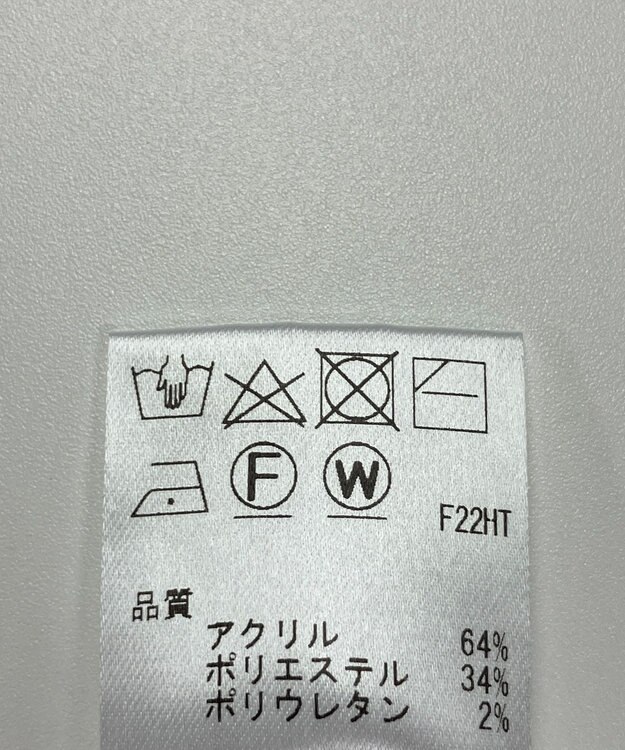 F W F22HT
品質
アクリル 64%
ポリエステル 34%
ポリウレタン 2%